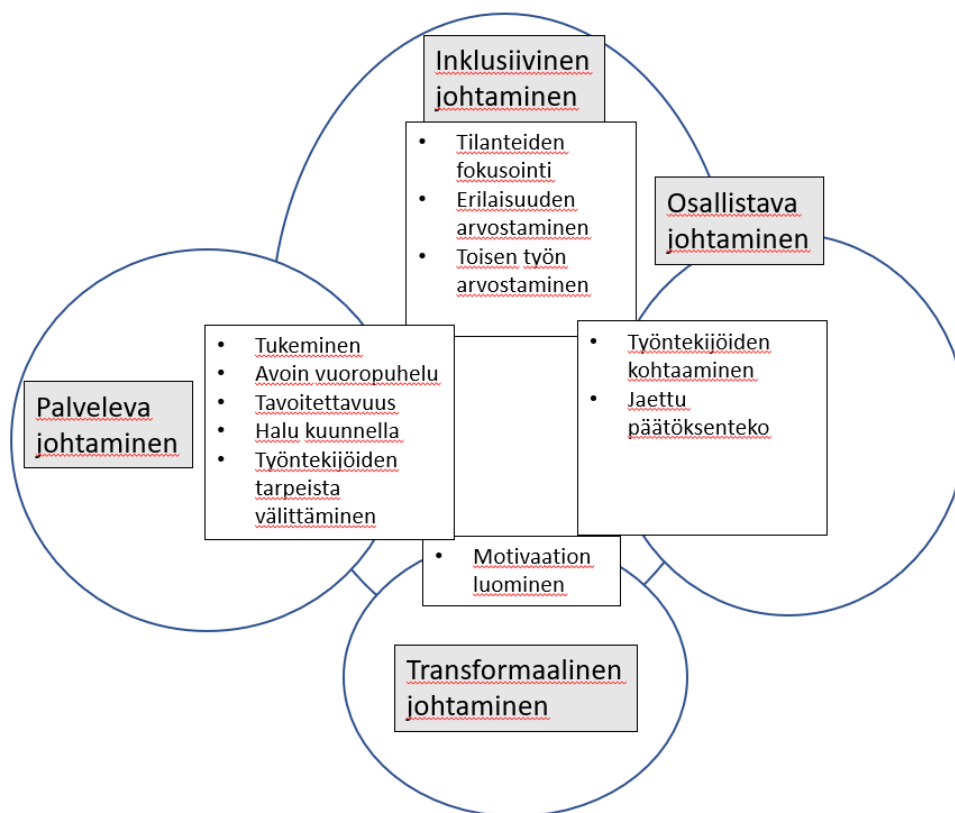 Inklusiivinen
johtaminen
• Tilanteiden
fokusointi
• Erilaisuuden
arvostaminen
• Toisen työn
arvostaminen
Osallistava
johtaminen
• Työntekijöiden
kohtaaminen
• Jaettu
päätöksenteko
Palveleva
johtaminen
• Tukeminen
• Avoin vuoropuhelu
• Tavoitettavuus
• Halu kuunnella
• Työntekijöiden
tarpeista
välittäminen
• Motivaation
luominen
Transformaalinen
johtaminen